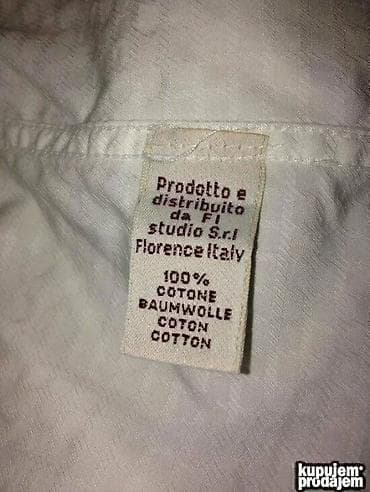 Prodotto e
distribuito
da FI
studio S.r.l
Florence Italy
100%
COTONE
BAUMWOLLE
COTON
COTTON
kupujem
prodajem